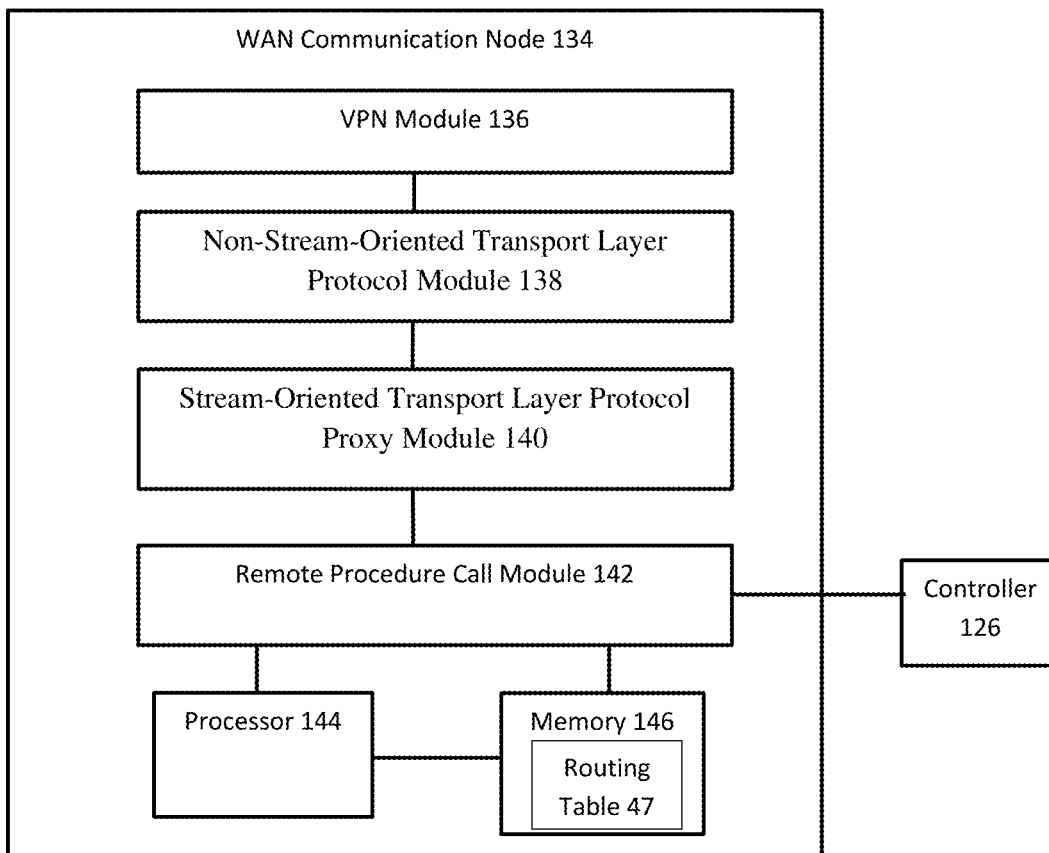 WAN Communication Node 134
VPN Module 136
Non-Stream-Oriented Transport Layer
Protocol Module 138
Stream-Oriented Transport Layer Protocol
Proxy Module 140
Remote Procedure Call Module 142
Controller
126
Processor 144
Memory 146
Routing
Table 47